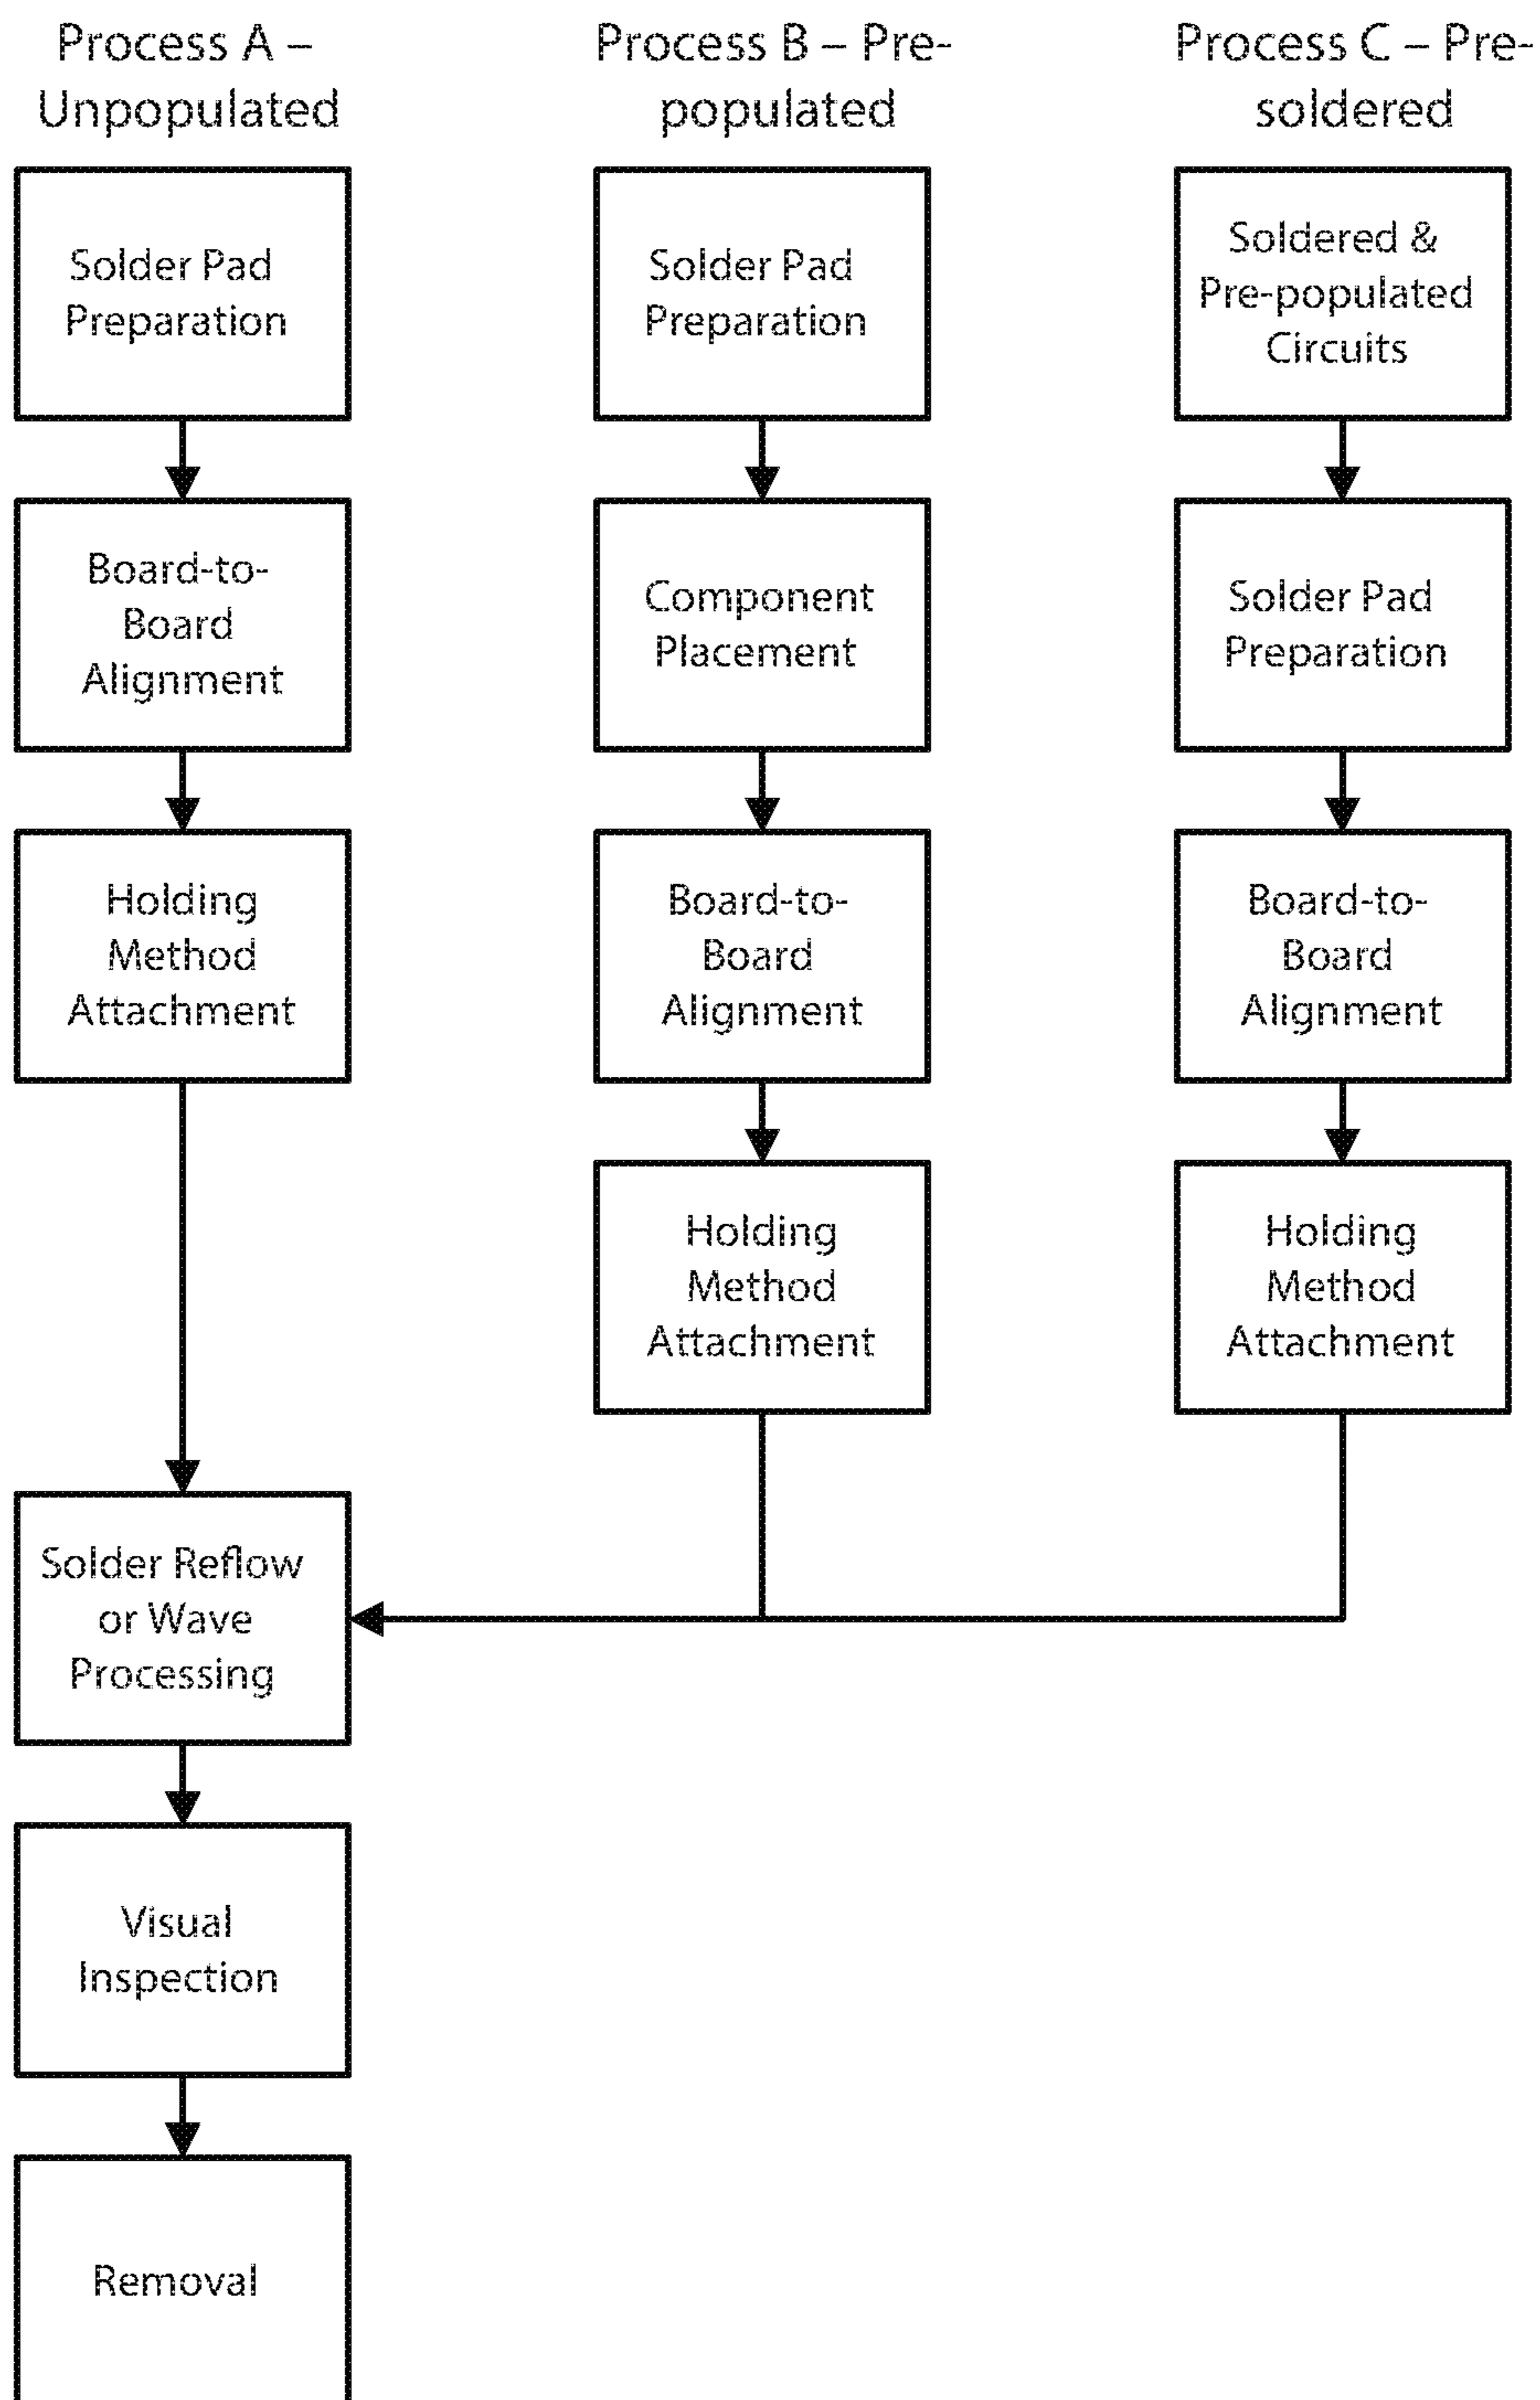 Process A –
Unpopulated
Process B – Pre-
populated
Process C – Pre-
soldered
Solder Pad
Preparation
Solder Pad
Preparation
Soldered &
Pre-populated
Circuits
Board-to-
Board
Alignment
Component
Placement
Solder Pad
Preparation
Holding
Method
Attachment
Board-to-
Board
Alignment
Board-to-
Board
Alignment
Holding
Method
Attachment
Holding
Method
Attachment
Solder Reflow
or Wave
Processing
Visual
Inspection
Removal